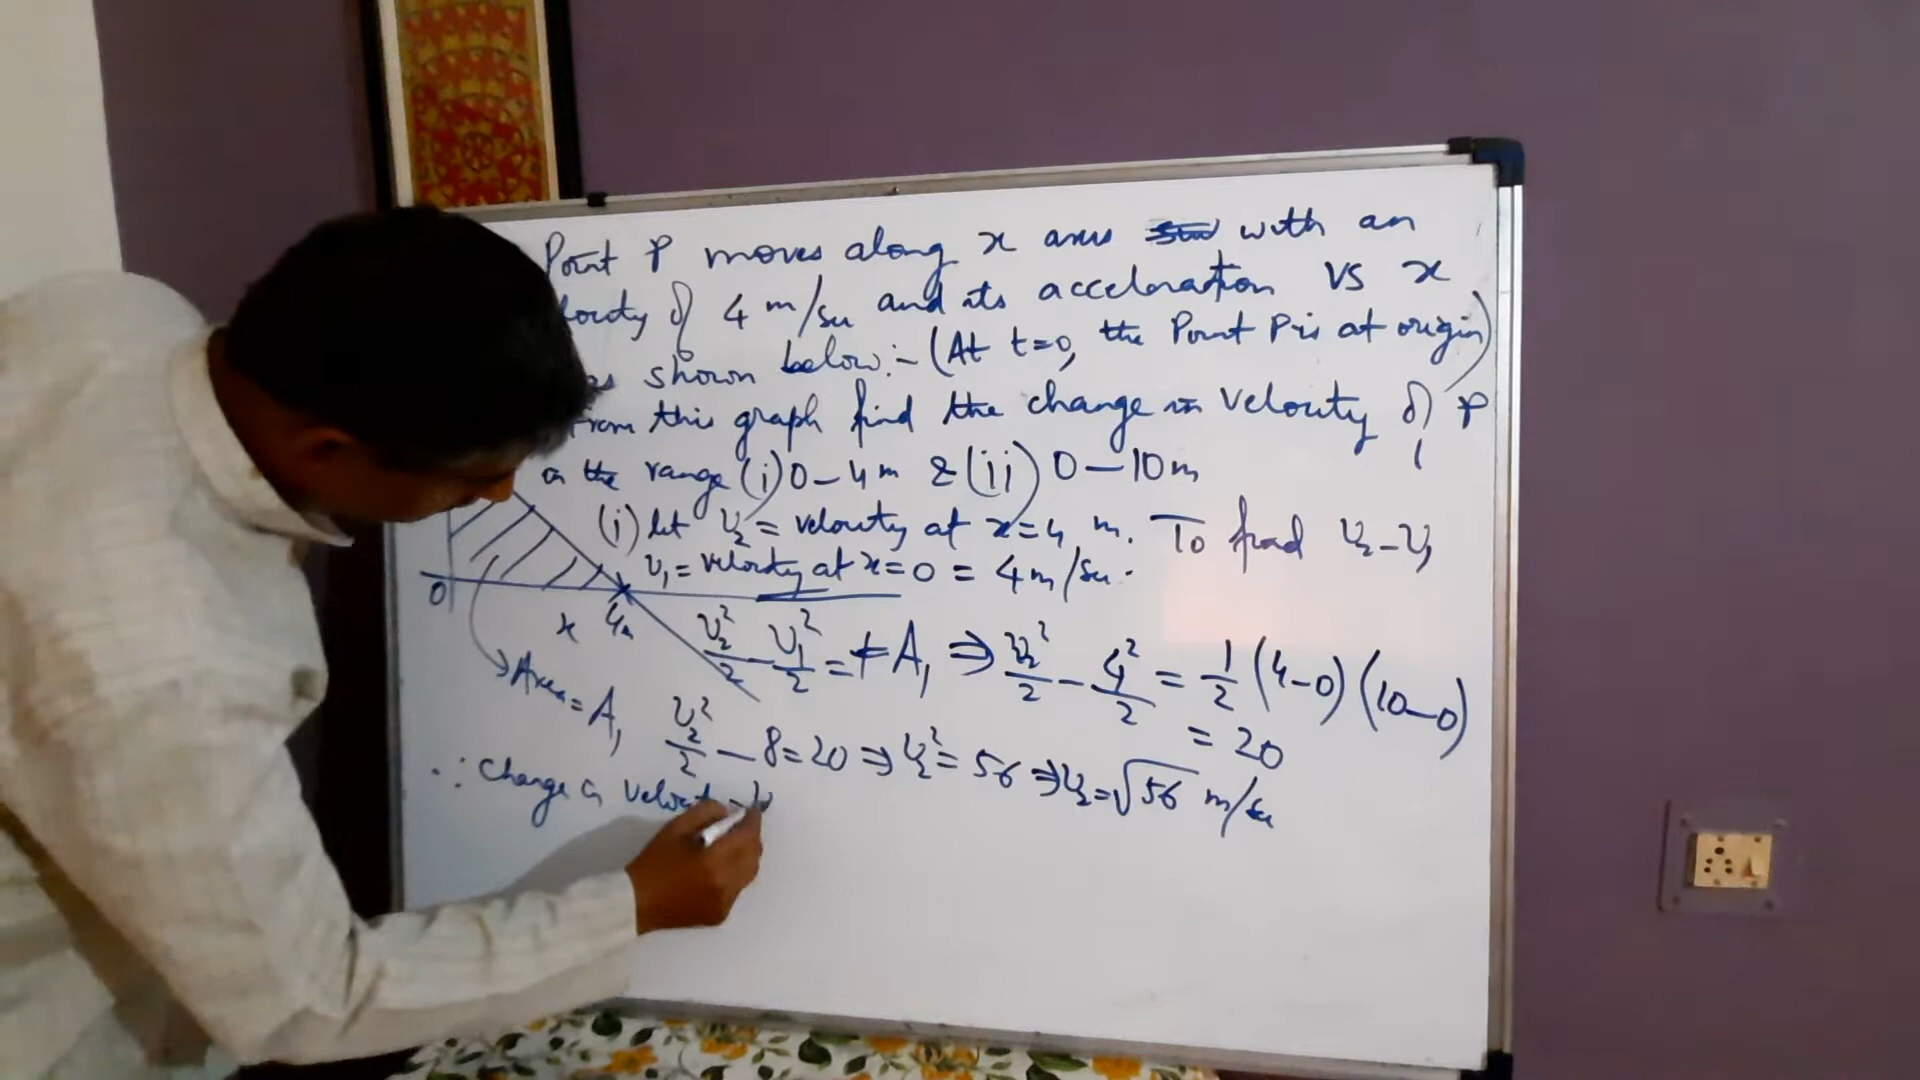 Point P moves along x axis with an
locity of 4 m/sec and its acceleration VS x
as shown below:- (At t=0, the Point P is at origin)
From this graph find the change in velocity of P
in the range (i) 0-4m & (ii) 0-10m
(i) let V₂ = velocity at x=4 m. To find V₂-V₁
V₁ = velocity at x=0 = 4m/sec.
0
x 4m
V₂²/2 - V₁²/2 = +A₁ ⇒ V₂²/2 - 4²/2 = 1/2 (4-0) (10-0)
= 20
Area = A₁
V₂²/2 - 8 = 20 ⇒ V₂² = 56 ⇒ V₂ = √56 m/sec
∴ Change in Velocity